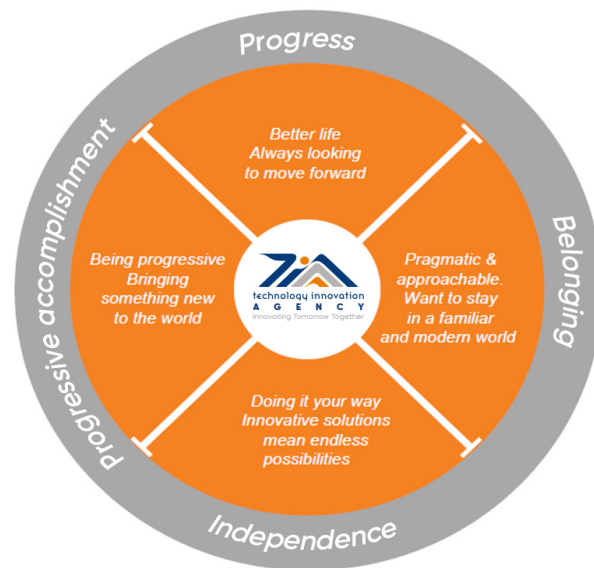 Progress
Better life
Always looking
to move forward
Progressive accomplishment
Being progressive
Bringing
something new
to the world
technology innovation
AGENCY
Innovating Tomorrow Together
Pragmatic &
approachable.
Want to stay
in a familiar
and modern world
Belonging
Doing it your way
Innovative solutions
mean endless
possibilities
Independence